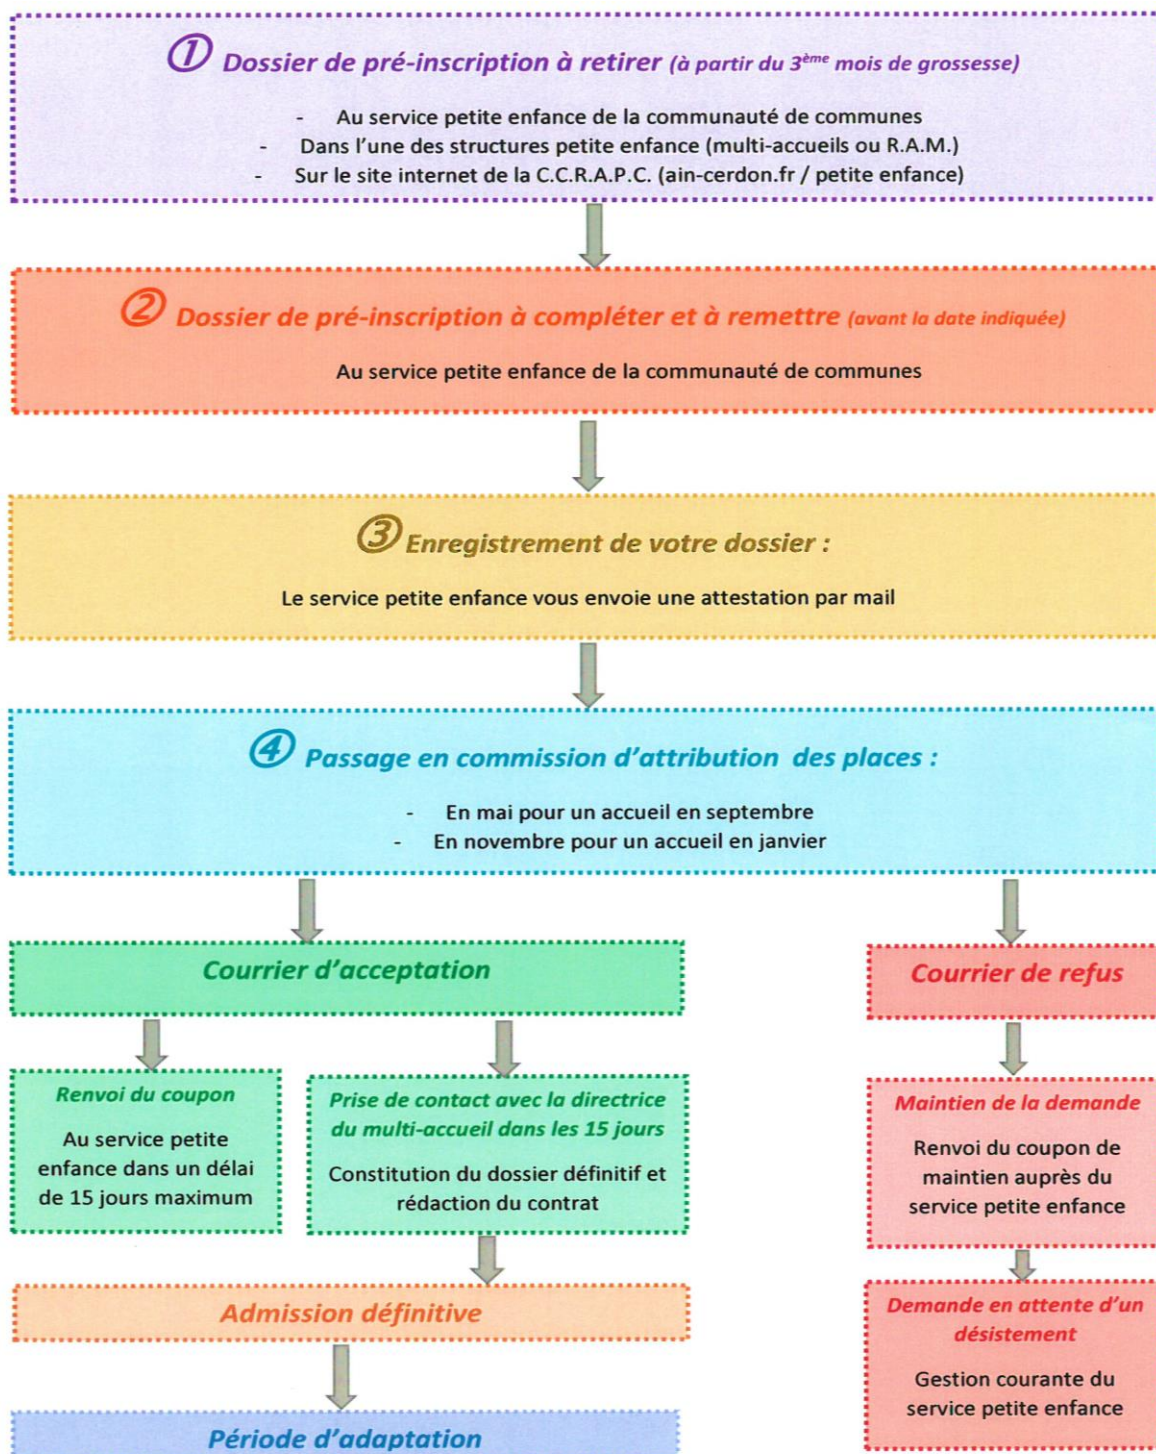 ① Dossier de pré-inscription à retirer (à partir du 3ème mois de grossesse)
- Au service petite enfance de la communauté de communes
- Dans l'une des structures petite enfance (multi-accueils ou R.A.M.)
- Sur le site internet de la C.C.R.A.P.C. (ain-cerdon.fr / petite enfance)
② Dossier de pré-inscription à compléter et à remettre (avant la date indiquée)
Au service petite enfance de la communauté de communes
③ Enregistrement de votre dossier :
Le service petite enfance vous envoie une attestation par mail
④ Passage en commission d'attribution des places :
- En mai pour un accueil en septembre
- En novembre pour un accueil en janvier
Courrier d'acceptation
Renvoi du coupon
Au service petite
enfance dans un délai
de 15 jours maximum
Prise de contact avec la directrice
du multi-accueil dans les 15 jours
Constitution du dossier définitif et
rédaction du contrat
Admission définitive
Période d'adaptation
Courrier de refus
Maintien de la demande
Renvoi du coupon de
maintien auprès du
service petite enfance
Demande en attente d'un
désistement
Gestion courante du
service petite enfance